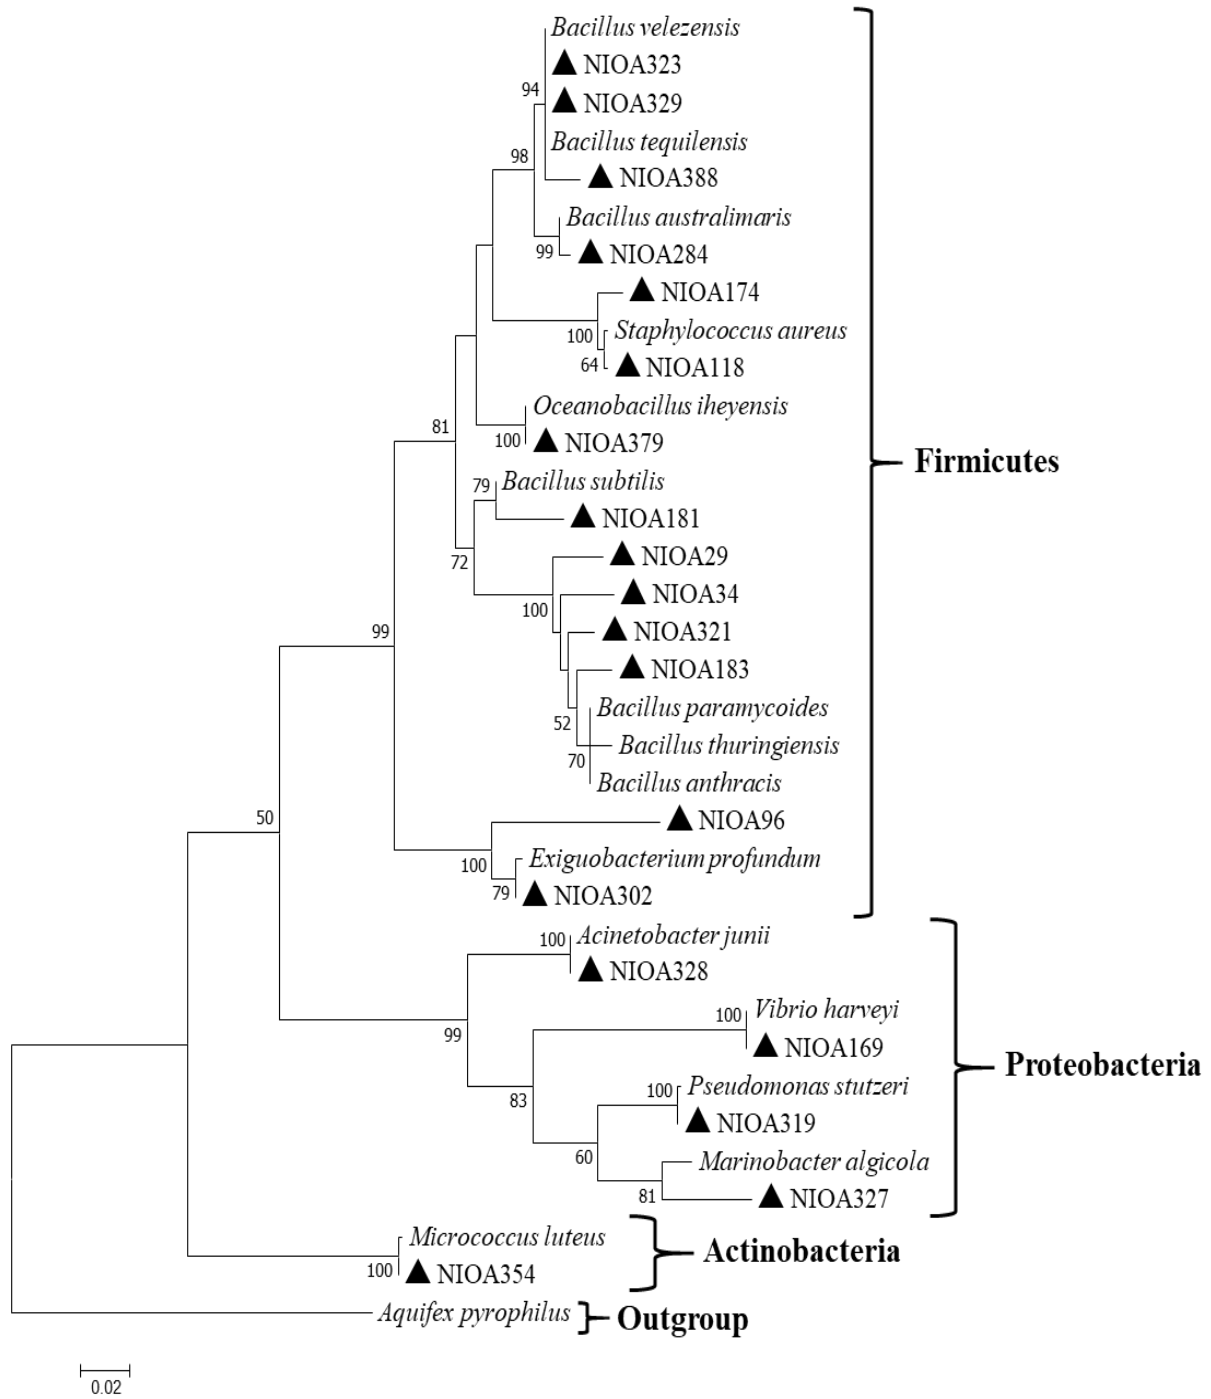 Bacillus velezensis
NIOA323
94
NIOA329
Bacillus tequilensis
98
NIOA388
Bacillus australimaris
99
NIOA284
NIOA174
100
Staphylococcus aureus
64
NIOA118
Oceanobacillus iheyensis
81
100
NIOA379
Firmicutes
79
Bacillus subtilis
NIOA181
72
NIOA29
100
NIOA34
99
NIOA321
NIOA183
Bacillus paramycoides
52
Bacillus thuringiensis
70
Bacillus anthracis
50
NIOA96
100
Exiguobacterium profundum
79
NIOA302
100
Acinetobacter junii
NIOA328
100
Vibrio harveyi
99
NIOA169
Proteobacteria
100
Pseudomonas stutzeri
83
NIOA319
60
Marinobacter algicola
81
NIOA327
Micrococcus luteus
Actinobacteria
100
NIOA354
Aquifex pyrophilus
Outgroup
0.02